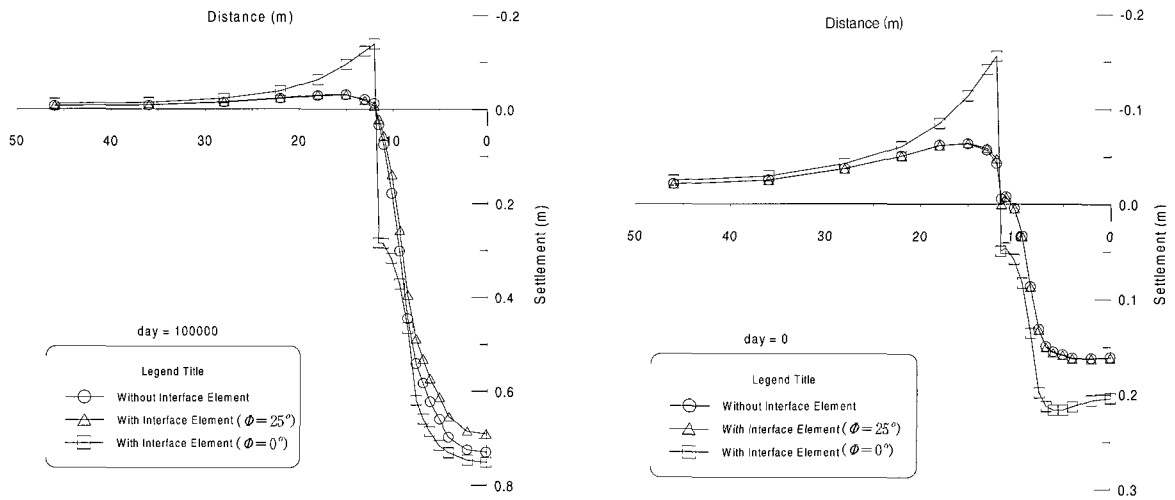 Distance (m)
-0.2
0.0
50
40
30
20
10
0
0.2
0.4
0.6
0.8
Settlement (m)
day = 100000
Legend Title
Without Interface Element
With Interface Element (Φ=25°)
With Interface Element (Φ=0°)
Distance (m)
-0.2
-0.1
0.0
50
40
30
20
10
0
0.1
0.2
0.3
Settlement (m)
day = 0
Legend Title
Without Interface Element
With Interface Element (Φ=25°)
With Interface Element (Φ=0°)